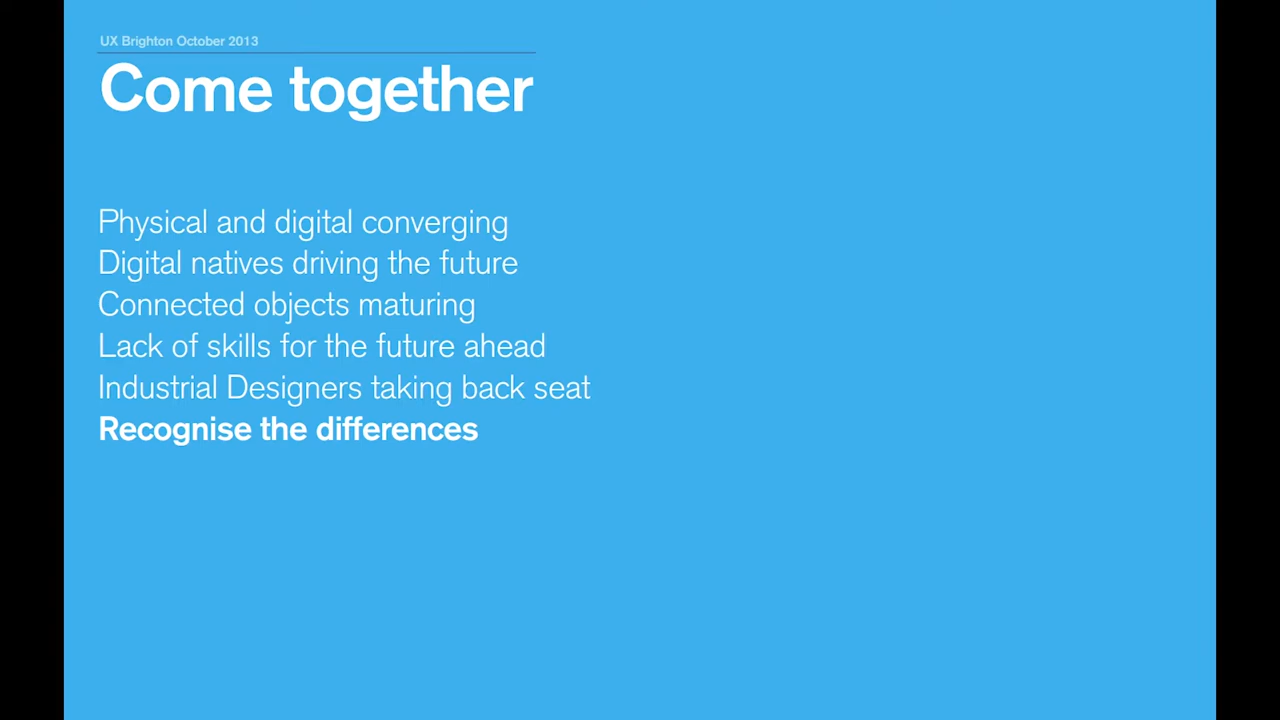 UX Brighton October 2013
Come together
Physical and digital converging
Digital natives driving the future
Connected objects maturing
Lack of skills for the future ahead
Industrial Designers taking back seat
Recognise the differences